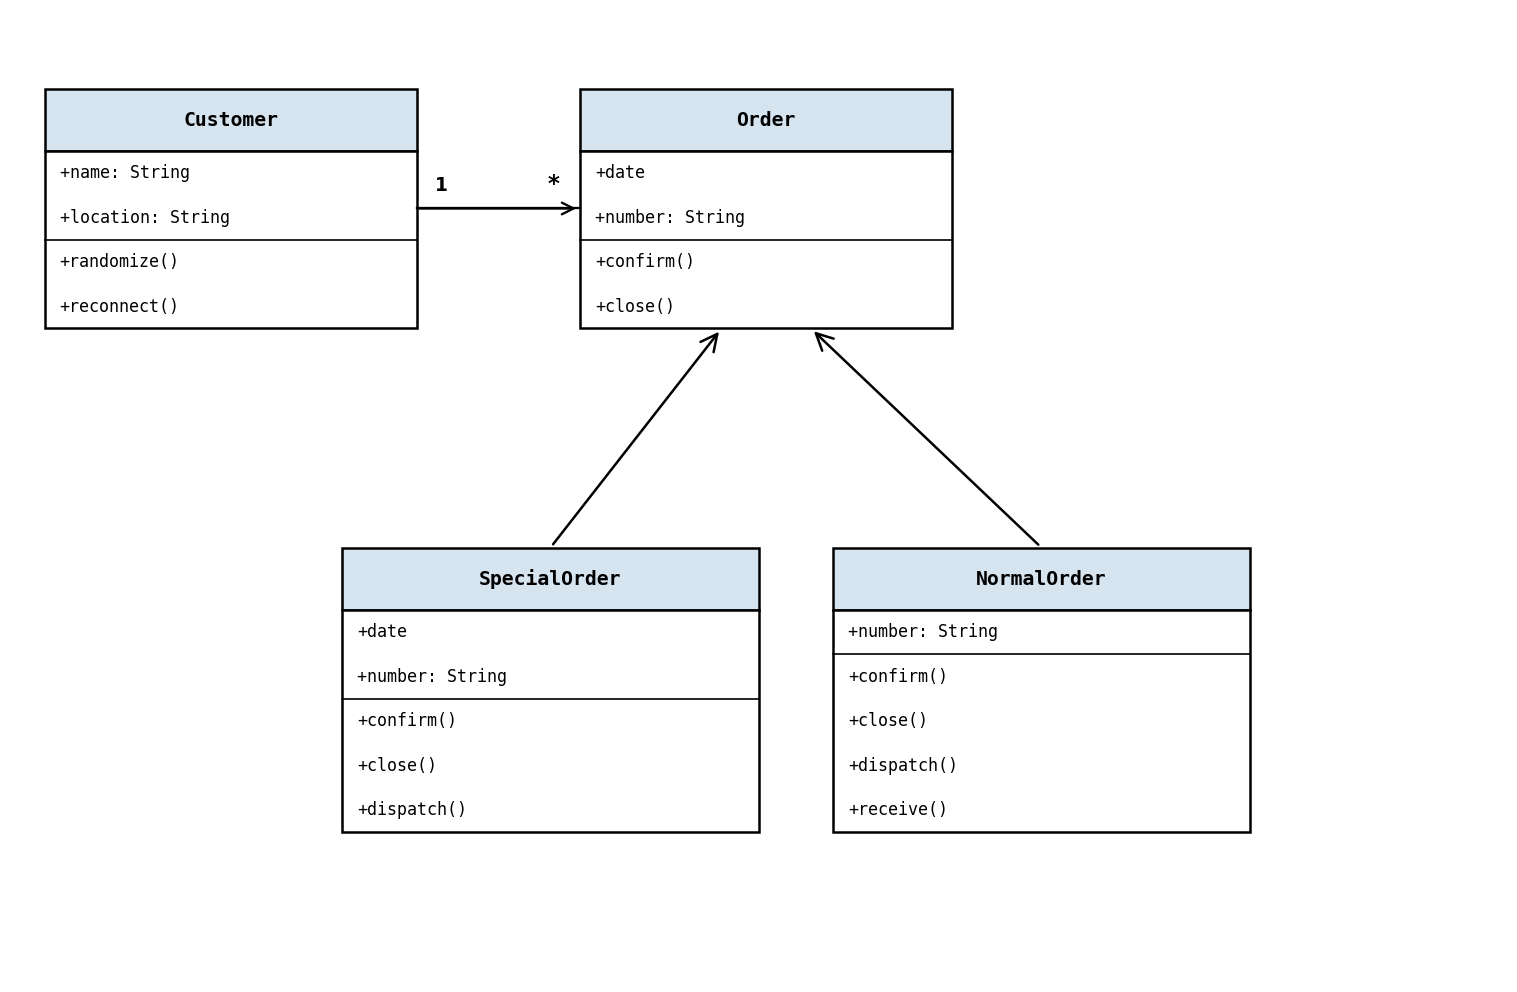 Customer
+name: String
+location: String
+randomize()
+reconnect()
1
*
Order
+date
+number: String
+confirm()
+close()
SpecialOrder
+date
+number: String
+confirm()
+close()
+dispatch()
NormalOrder
+number: String
+confirm()
+close()
+dispatch()
+receive()